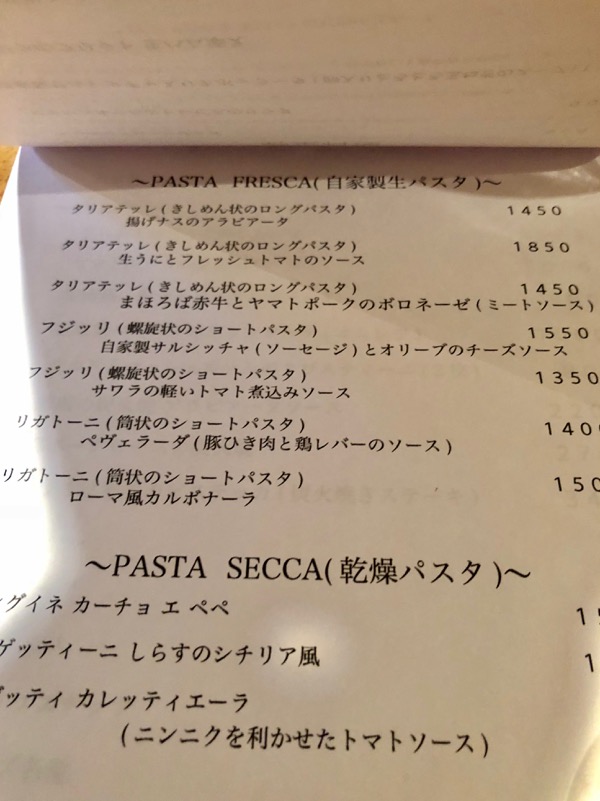 ～PASTA FRESCA(自家製生パスタ)～
タリアテッレ(きしめん状のロングパスタ) 1450
揚げナスのアラビアータ
タリアテッレ(きしめん状のロングパスタ) 1850
生うにとフレッシュトマトのソース
タリアテッレ(きしめん状のロングパスタ) 1450
まほろば赤牛とヤマトポークのボロネーゼ(ミートソース)
フジッリ(螺旋状のショートパスタ) 1550
自家製サルシッチャ(ソーセージ)とオリーブのチーズソース
フジッリ(螺旋状のショートパスタ) 1350
サワラの軽いトマト煮込みソース
リガトーニ(筒状のショートパスタ) 1400
ペヴェラーダ(豚ひき肉と鶏レバーのソース)
リガトーニ(筒状のショートパスタ) 150
ローマ風カルボナーラ
～PASTA SECCA(乾燥パスタ)～
グイネ カーチョ エ ペペ
ゲッティーニ しらすのシチリア風
ッティ カレッティエーラ
(ニンニクを利かせたトマトソース)